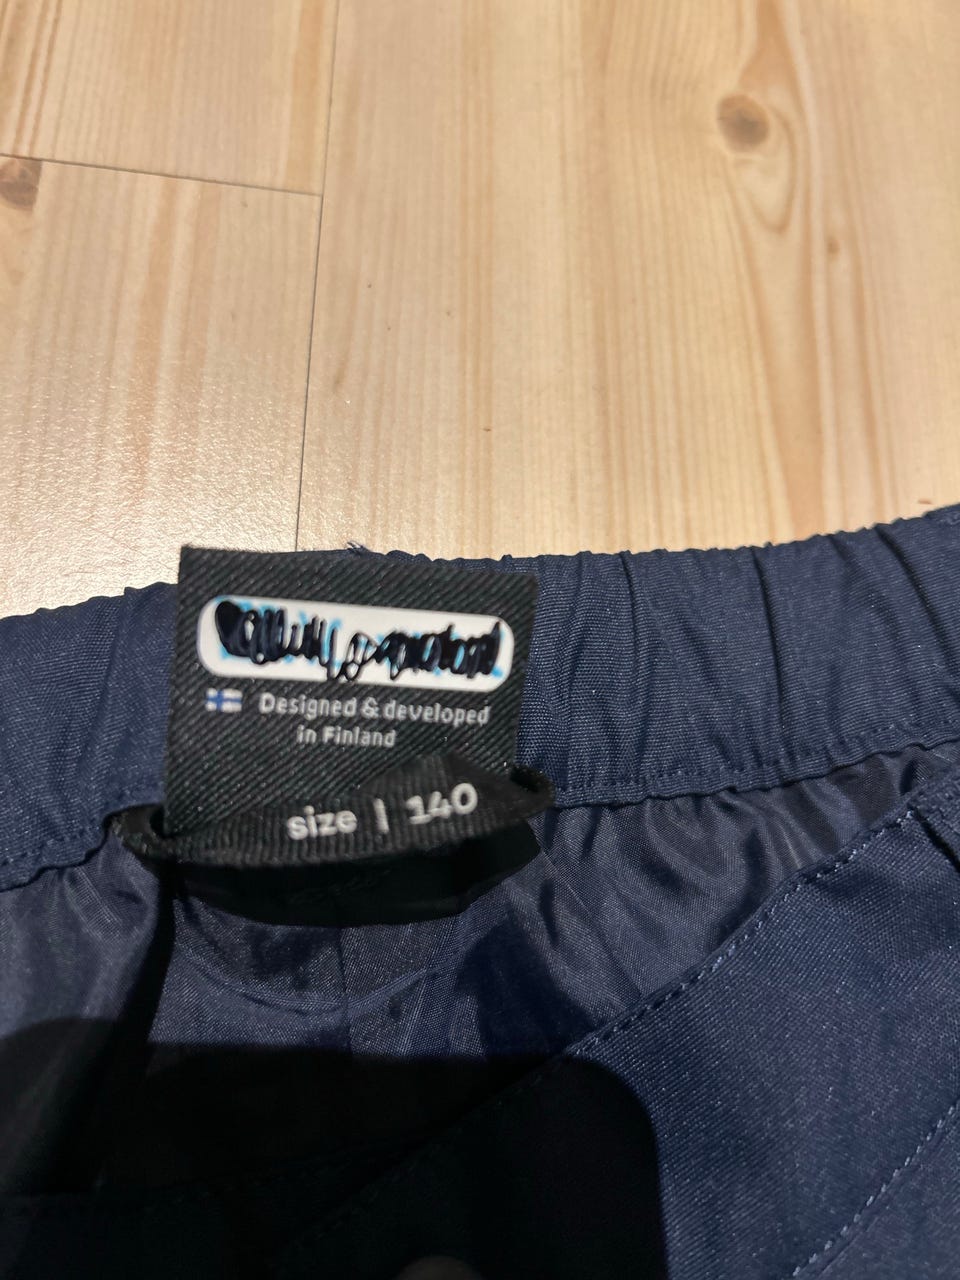 Designed & developed
in Finland
size | 140